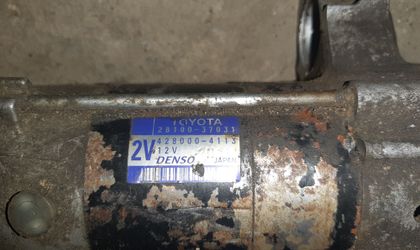 TOYOTA
28100-37031
2V
428000-4113
12V
DENSO JAPAN